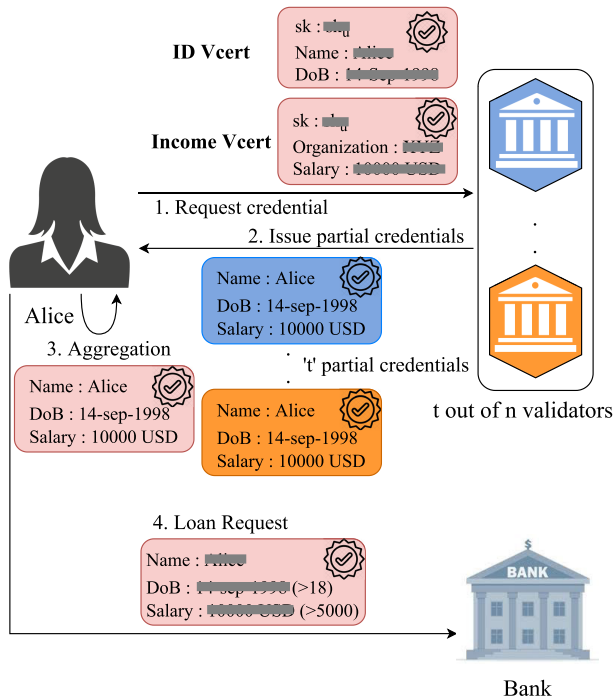 ID Vcert
sk :
Name :
DoB :
Income Vcert
sk :
Organization :
Salary :
1. Request credential
2. Issue partial credentials
Alice
3. Aggregation
Name : Alice
DoB : 14-sep-1998
Salary : 10000 USD
't' partial credentials
Name : Alice
DoB : 14-sep-1998
Salary : 10000 USD
Name : Alice
DoB : 14-sep-1998
Salary : 10000 USD
t out of n validators
4. Loan Request
Name :
DoB : (>18)
Salary : (>5000)
$
BANK
Bank